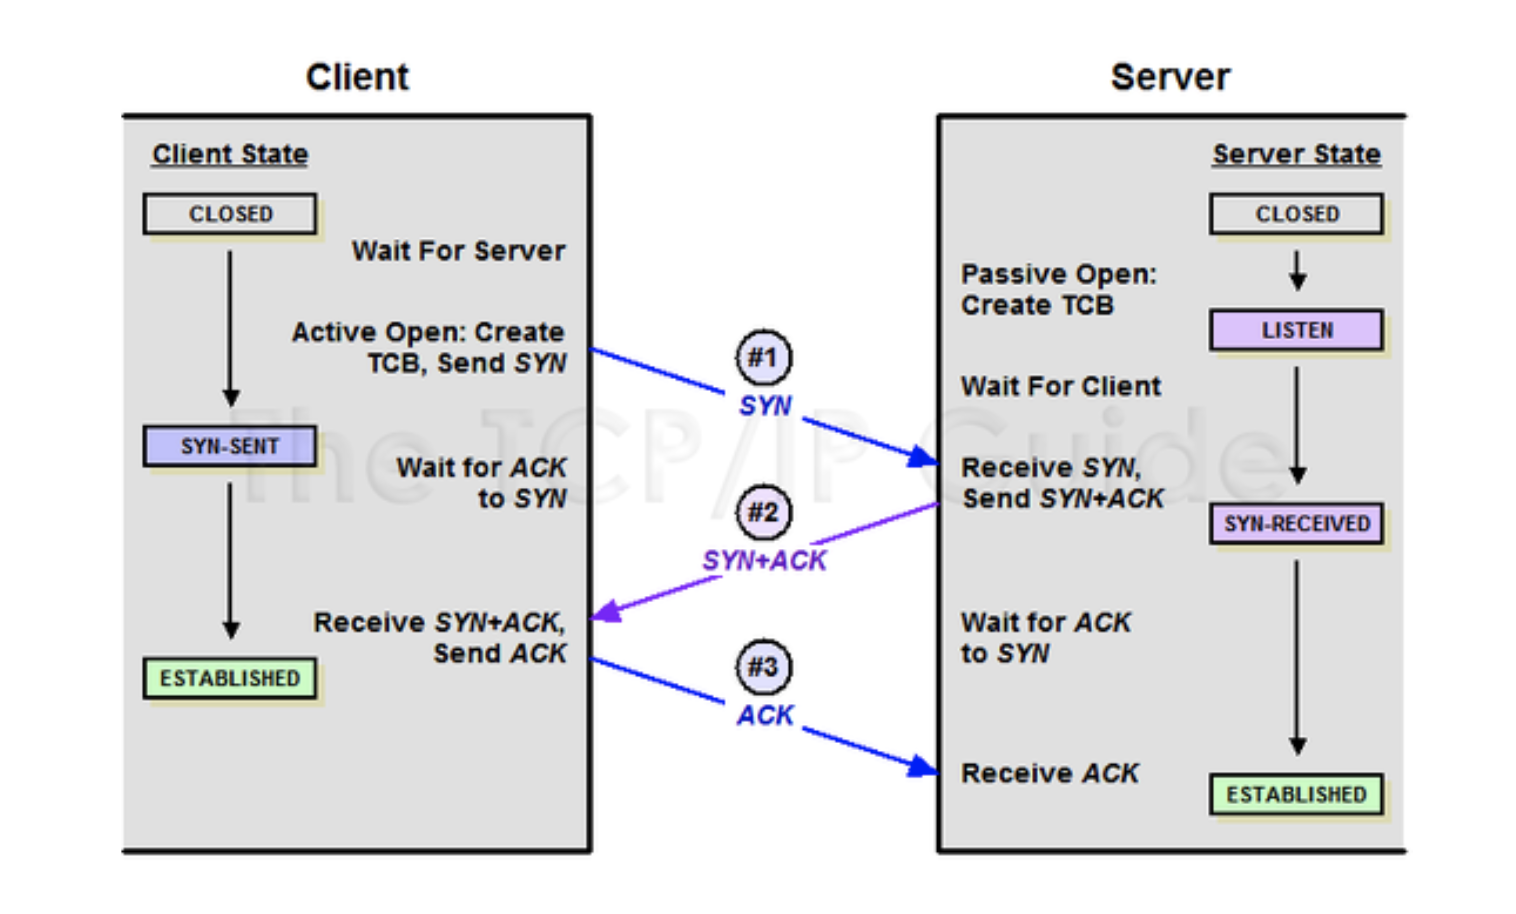 Client
Server
Client State
CLOSED
Wait For Server
Active Open: Create
TCB, Send SYN
SYN-SENT
Wait for ACK
to SYN
Receive SYN+ACK,
Send ACK
ESTABLISHED
#1
SYN
#2
SYN+ACK
#3
ACK
Server State
CLOSED
Passive Open:
Create TCB
LISTEN
Wait For Client
Receive SYN,
Send SYN+ACK
SYN-RECEIVED
Wait for ACK
to SYN
Receive ACK
ESTABLISHED
The TCP/IP Guide